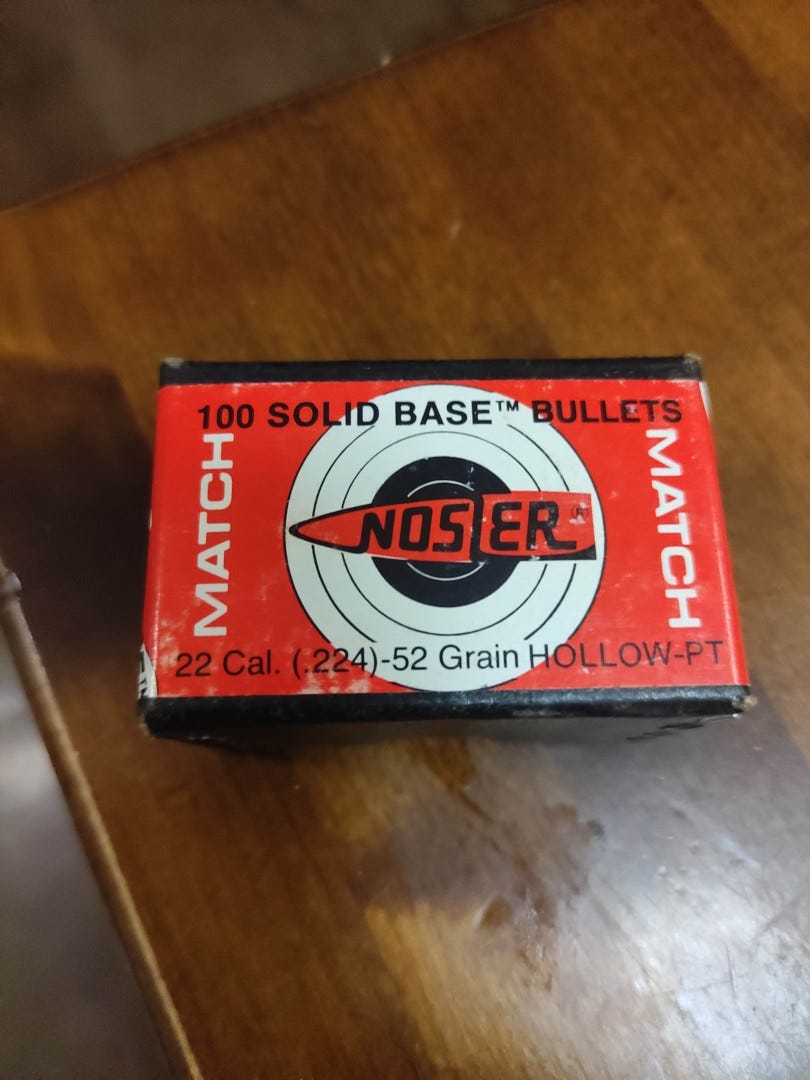 100 SOLID BASE™ BULLETS
MATCH
NOSLER®
MATCH
22 Cal. (.224)-52 Grain HOLLOW-PT